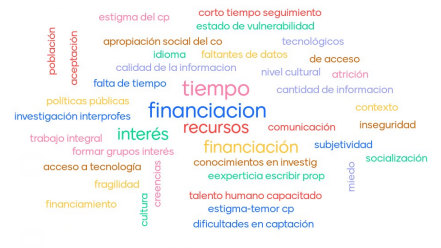 corto tiempo seguimiento
estigma del cp
estado de vulnerabilidad
población
aceptación
apropiación social del co
tecnológicos
idioma
faltantes de datos
de acceso
calidad de la informacion
nivel cultural
atrición
falta de tiempo
tiempo
cantidad de informacion
políticas públicas
financiacion
contexto
investigación interprofes
recursos
comunicación
inseguridad
trabajo integral
interés
financiación
subjetividad
formar grupos interés
socialización
acceso a tecnología
creencias
conocimientos en investig
eexperticia escribir prop
miedo
fragilidad
cultura
talento humano capacitado
financiamiento
estigma-temor cp
dificultades en captación